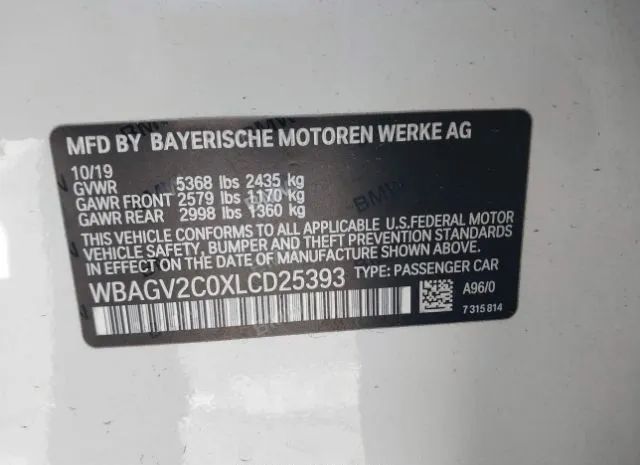 MFD BY BAYERISCHE MOTOREN WERKE AG
10/19
GVWR 5368 lbs 2435 kg
GAWR FRONT 2579 lbs 1170 kg
GAWR REAR 2998 lbs 1360 kg
THIS VEHICLE CONFORMS TO ALL APPLICABLE U.S.FEDERAL MOTOR
VEHICLE SAFETY, BUMPER AND THEFT PREVENTION
STANDARDS IN EFFECT ON THE DATE OF MANUFACTURE SHOWN ABOVE.
WBAGV2C0XLCD25393 TYPE: PASSENGER CAR
A96/0
7 315 814